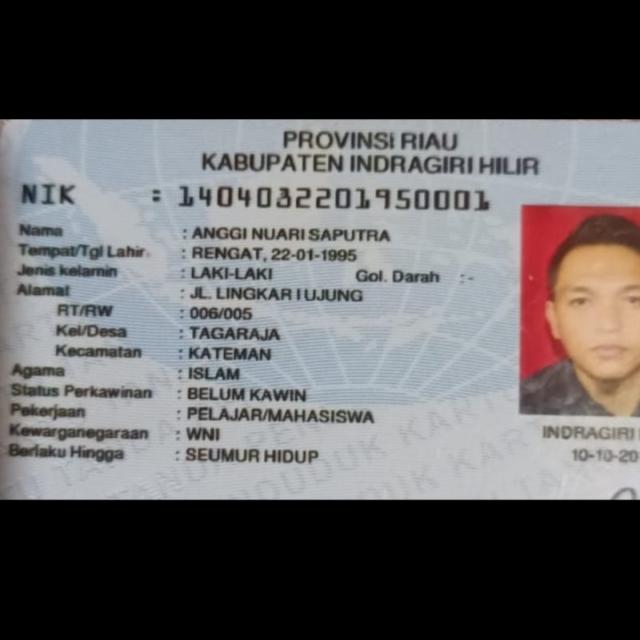 PROVINSI RIAU
KABUPATEN INDRAGIRI HILIR
NIK : 1404032201950001
Nama : ANGGI NUARI SAPUTRA
Tempat/Tgl Lahir : RENGAT, 22-01-1995
Jenis kelamin : LAKI-LAKI Gol. Darah : -
Alamat : JL. LINGKAR I UJUNG
RT/RW : 006/005
Kel/Desa : TAGARAJA
Kecamatan : KATEMAN
Agama : ISLAM
Status Perkawinan : BELUM KAWIN
Pekerjaan : PELAJAR/MAHASISWA
Kewarganegaraan : WNI
Berlaku Hingga : SEUMUR HIDUP
INDRAGIRI
10-10-20